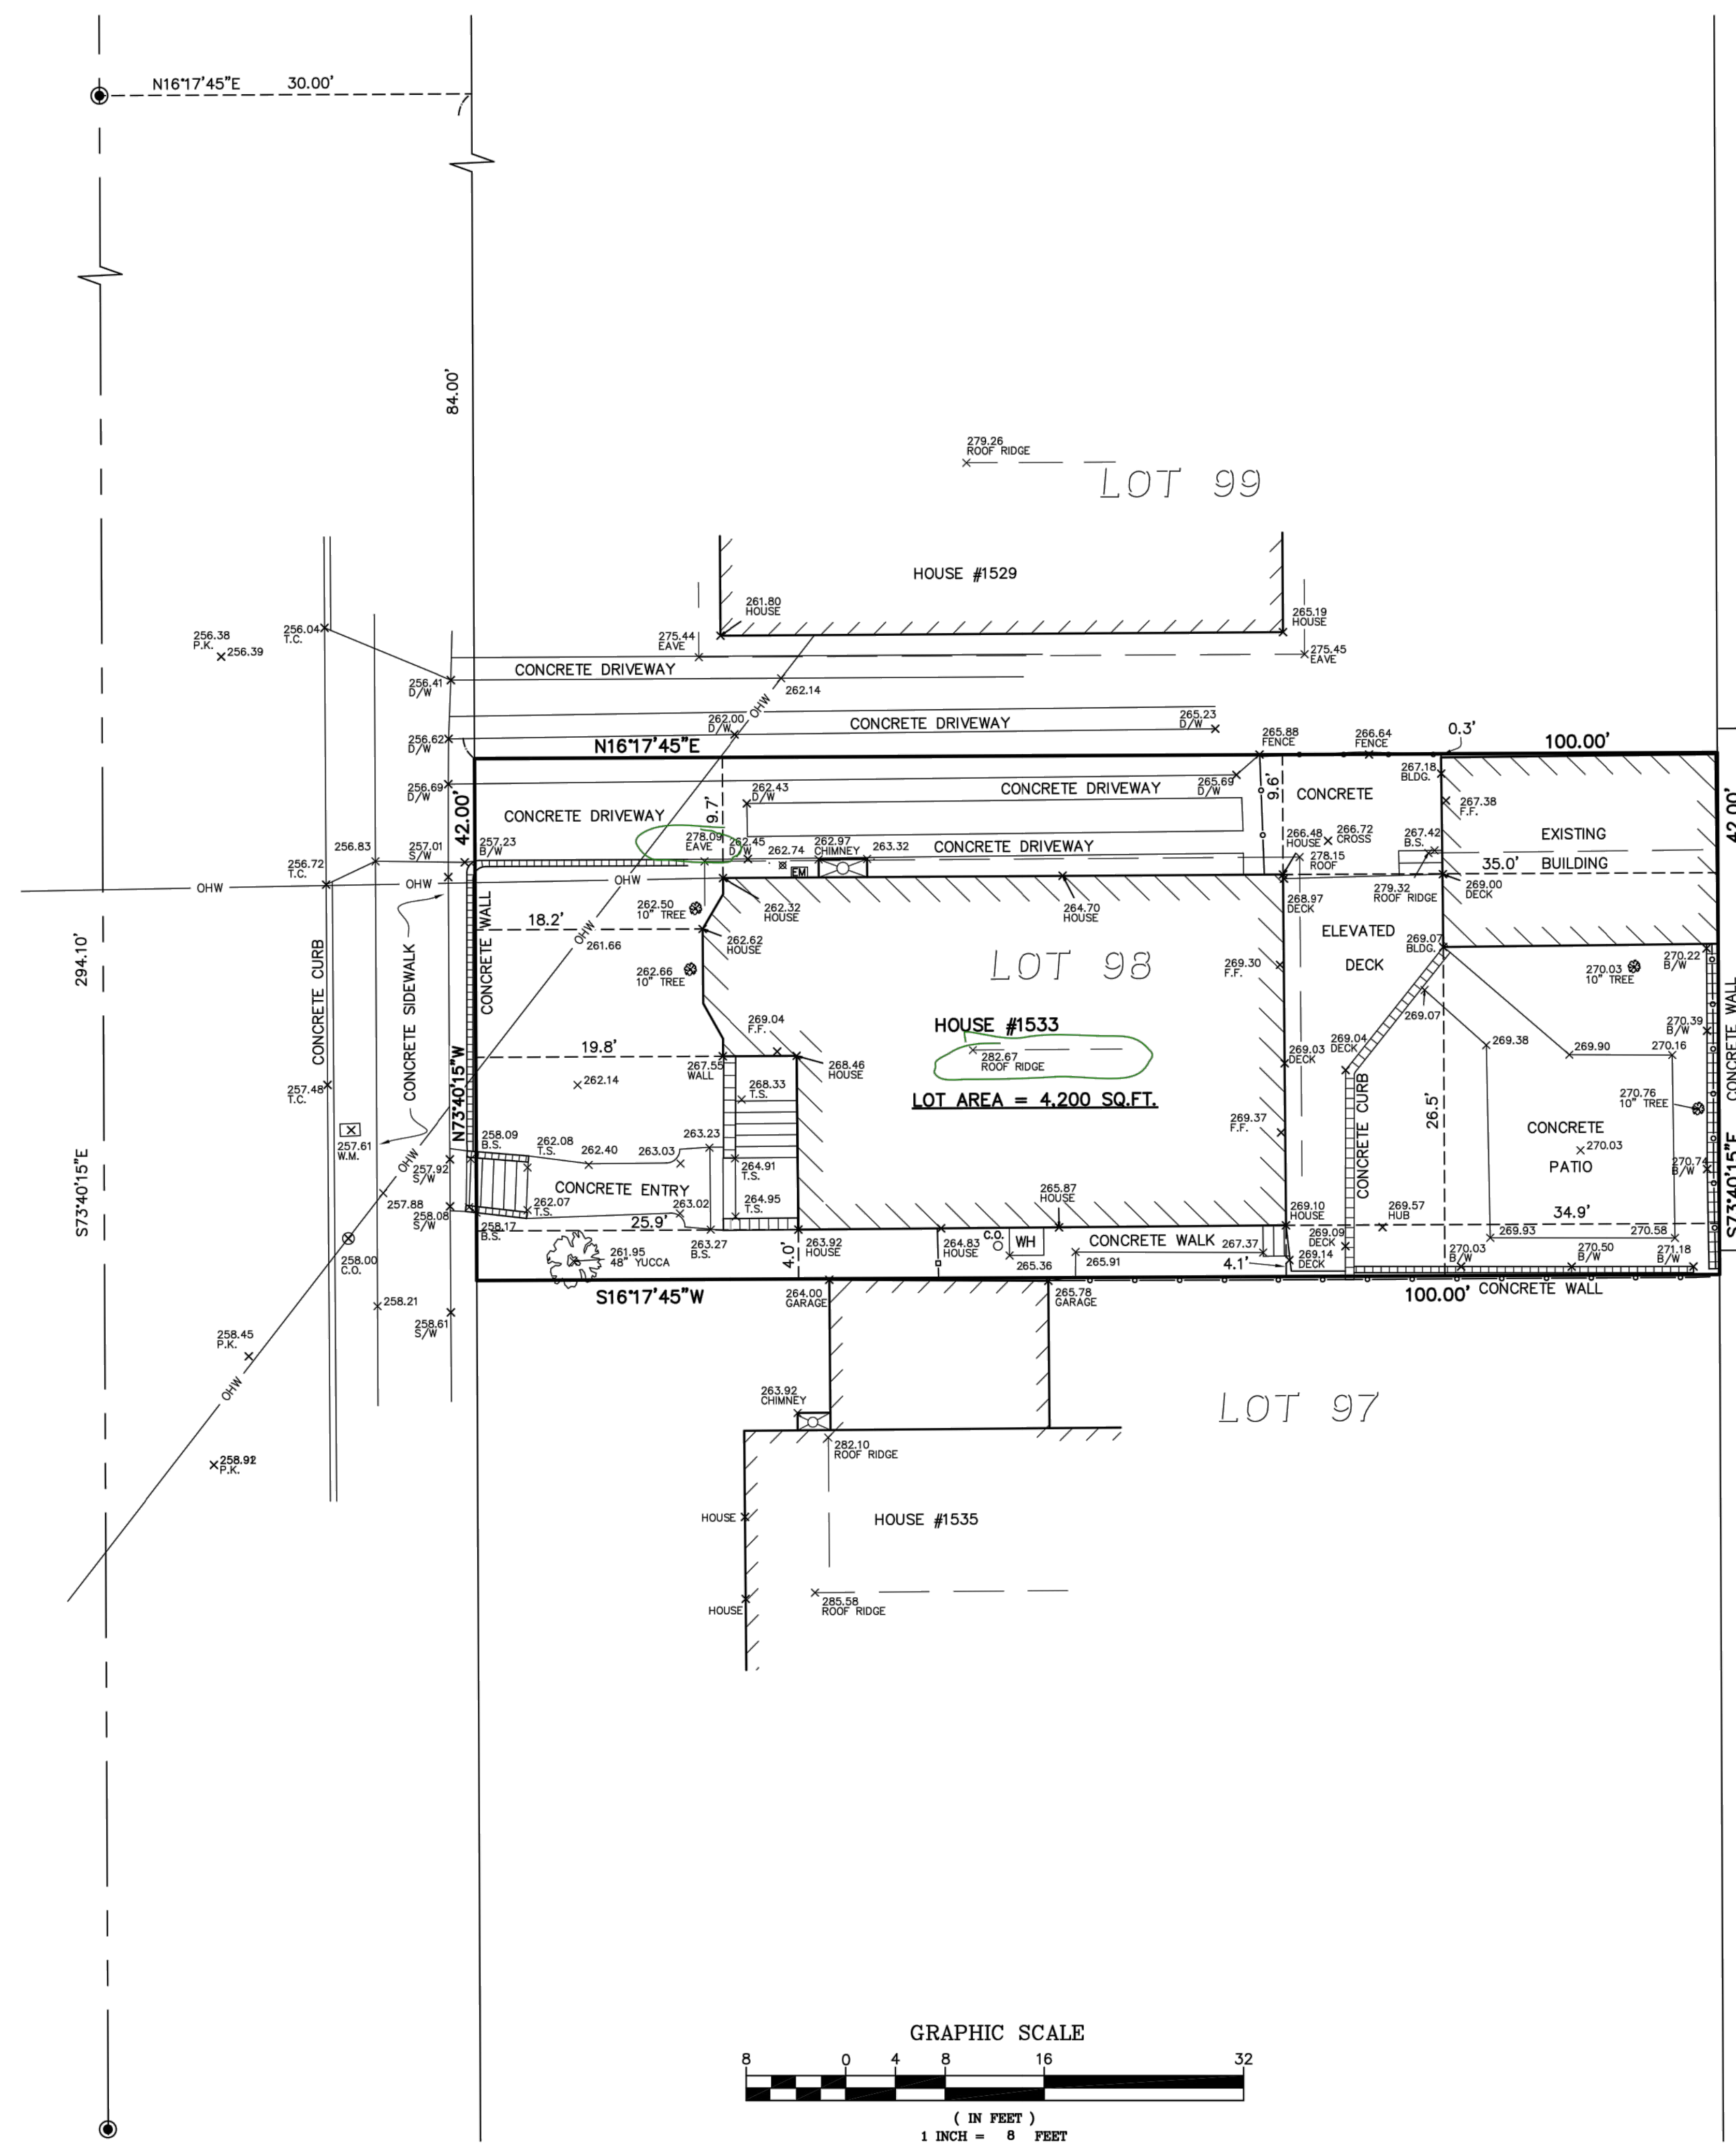 N16°17'45"E 30.00'
84.00'
279.26
ROOF RIDGE
LOT 99
HOUSE #1529
261.80
HOUSE
265.19
HOUSE
256.38
P.K.
256.39
256.04
T.C.
275.44
EAVE
275.45
EAVE
CONCRETE DRIVEWAY
256.41
D/W
262.14
OHW
262.00
D/W
CONCRETE DRIVEWAY
265.23
D/W
256.62
D/W
N16°17'45"E
265.88
FENCE
266.64
FENCE
0.3'
100.00'
256.69
D/W
42.00'
CONCRETE DRIVEWAY
9.7'
262.43
D/W
CONCRETE DRIVEWAY
265.69
D/W
9.6'
CONCRETE
267.18
BLDG.
267.38
F.F.
42.00'
256.83
257.01
S/W
257.23
B/W
278.09
EAVE
262.45
D/W
262.74
EM
262.97
CHIMNEY
263.32
CONCRETE DRIVEWAY
266.48
HOUSE
266.72
CROSS
267.42
B.S.
278.15
ROOF
EXISTING
35.0' BUILDING
256.72
T.C.
OHW
OHW
OHW
279.32
ROOF RIDGE
269.00
DECK
262.50
10" TREE
262.32
HOUSE
264.70
HOUSE
268.97
DECK
18.2'
OHW
261.66
262.62
HOUSE
ELEVATED
DECK
269.07
BLDG.
270.22
B/W
262.66
10" TREE
LOT 98
269.30
F.F.
270.03
10" TREE
294.10'
CONCRETE CURB
CONCRETE SIDEWALK
CONCRETE WALL
269.04
F.F.
HOUSE #1533
282.67
ROOF RIDGE
269.07
269.38
269.90
270.16
270.39
B/W
CONCRETE WALL
19.8'
267.55
WALL
268.46
HOUSE
269.03
DECK
269.04
DECK
257.48
T.C.
262.14
268.33
T.S.
LOT AREA = 4,200 SQ.FT.
269.37
F.F.
CONCRETE CURB
26.5'
270.76
10" TREE
CONCRETE
PATIO
270.03
257.61
W.M.
N73°40'15"W
258.09
B.S.
262.08
T.S.
262.40
263.03
263.23
264.91
T.S.
270.74
B/W
S73°40'15"E
S73°40'15"E
OHW
257.92
S/W
CONCRETE ENTRY
262.07
T.S.
263.02
264.95
T.S.
265.87
HOUSE
269.10
HOUSE
269.57
HUB
34.9'
257.88
258.08
S/W
258.17
B.S.
25.9'
263.27
B.S.
4.0'
263.92
HOUSE
264.83
HOUSE
C.O.
WH
265.36
CONCRETE WALK
265.91
267.37
4.1'
269.09
DECK
269.14
DECK
269.93
270.58
270.03
B/W
270.50
B/W
271.18
B/W
258.00
C.O.
261.95
48" YUCCA
S16°17'45"W
264.00
GARAGE
265.78
GARAGE
100.00'
CONCRETE WALL
258.21
258.61
S/W
258.45
P.K.
OHW
263.92
CHIMNEY
LOT 97
282.10
ROOF RIDGE
258.92
P.K.
HOUSE
HOUSE #1535
HOUSE
285.58
ROOF RIDGE
GRAPHIC SCALE
8 0 4 8 16 32
( IN FEET )
1 INCH = 8 FEET